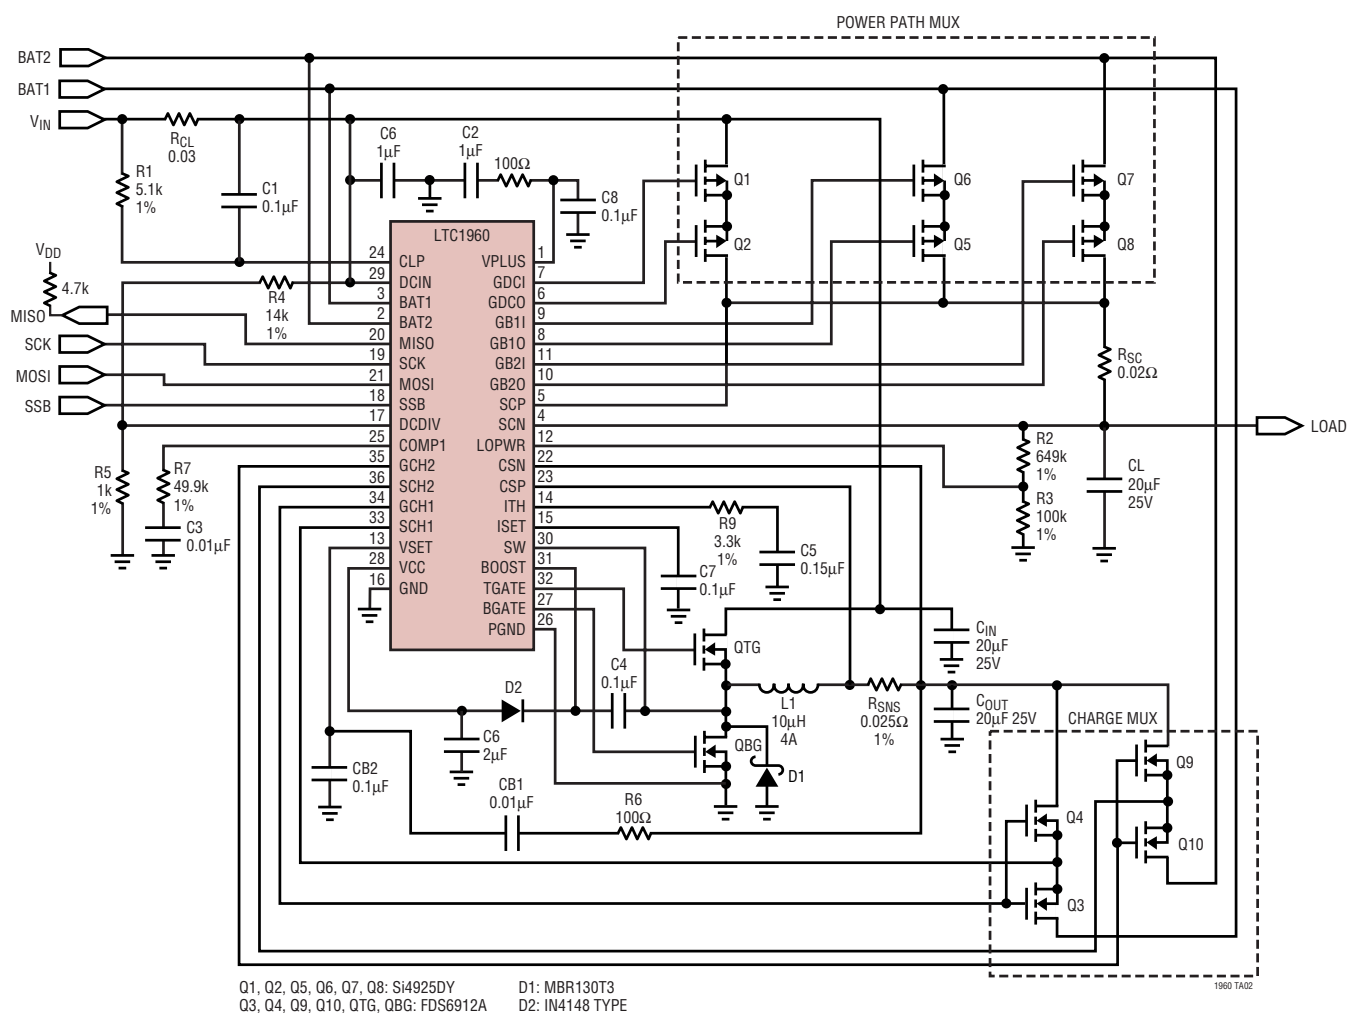 POWER PATH MUX
BAT2
BAT1
VIN
RCL
0.03
R1
5.1k
1%
C1
0.1µF
C6
1µF
C2
1µF
100Ω
C8
0.1µF
Q1
Q2
Q6
Q5
Q7
Q8
VDD
4.7k
MISO
SCK
MOSI
SSB
R4
14k
1%
LTC1960
24 CLP
29 DCIN
3 BAT1
2 BAT2
20 MISO
19 SCK
21 MOSI
18 SSB
17 DCDIV
25 COMP1
35 GCH2
36 SCH2
34 GCH1
33 SCH1
13 VSET
28 VCC
16 GND
VPLUS 1
GDCI 7
GDCO 6
GB1I 9
GB1O 8
GB2I 11
GB2O 10
SCP 5
SCN 4
LOPWR 12
CSN 22
CSP 23
ITH 14
ISET 15
SW 30
BOOST 31
TGATE 32
BGATE 27
PGND 26
RSC
0.02Ω
LOAD
R2
649k
1%
R3
100k
1%
CL
20µF
25V
R5
1k
1%
R7
49.9k
1%
C3
0.01µF
R9
3.3k
1%
C5
0.15µF
C7
0.1µF
CIN
20µF
25V
QTG
C4
0.1µF
D2
L1
10µH
4A
RSNS
0.025Ω
1%
COUT
20µF 25V
CHARGE MUX
C6
2µF
QBG
D1
CB2
0.1µF
CB1
0.01µF
R6
100Ω
Q9
Q4
Q10
Q3
Q1, Q2, Q5, Q6, Q7, Q8: Si4925DY
Q3, Q4, Q9, Q10, QTG, QBG: FDS6912A
D1: MBR130T3
D2: IN4148 TYPE
1960 TA02